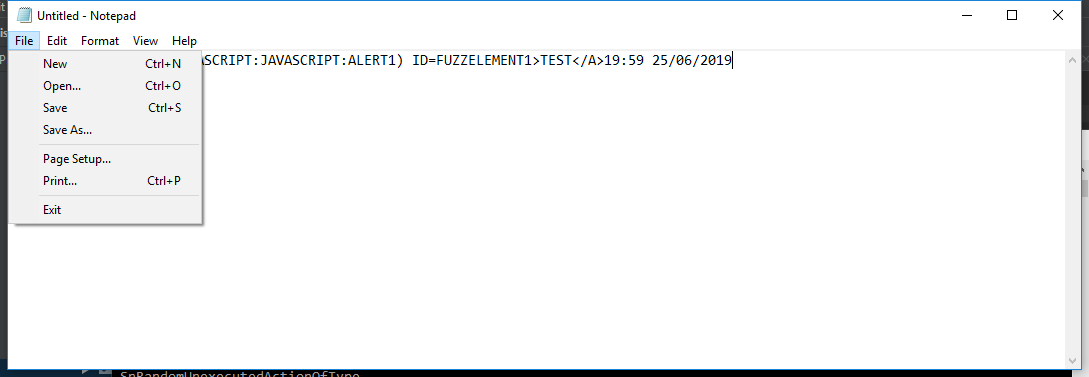 Untitled - Notepad
File Edit Format View Help
New Ctrl+N
Open... Ctrl+O
Save Ctrl+S
Save As...
Page Setup...
Print... Ctrl+P
Exit
ASCRIPT:JAVASCRIPT:ALERT1) ID=FUZZELEMENT1>TEST</A>19:59 25/06/2019
SpRandomUnexecutedActionOfType